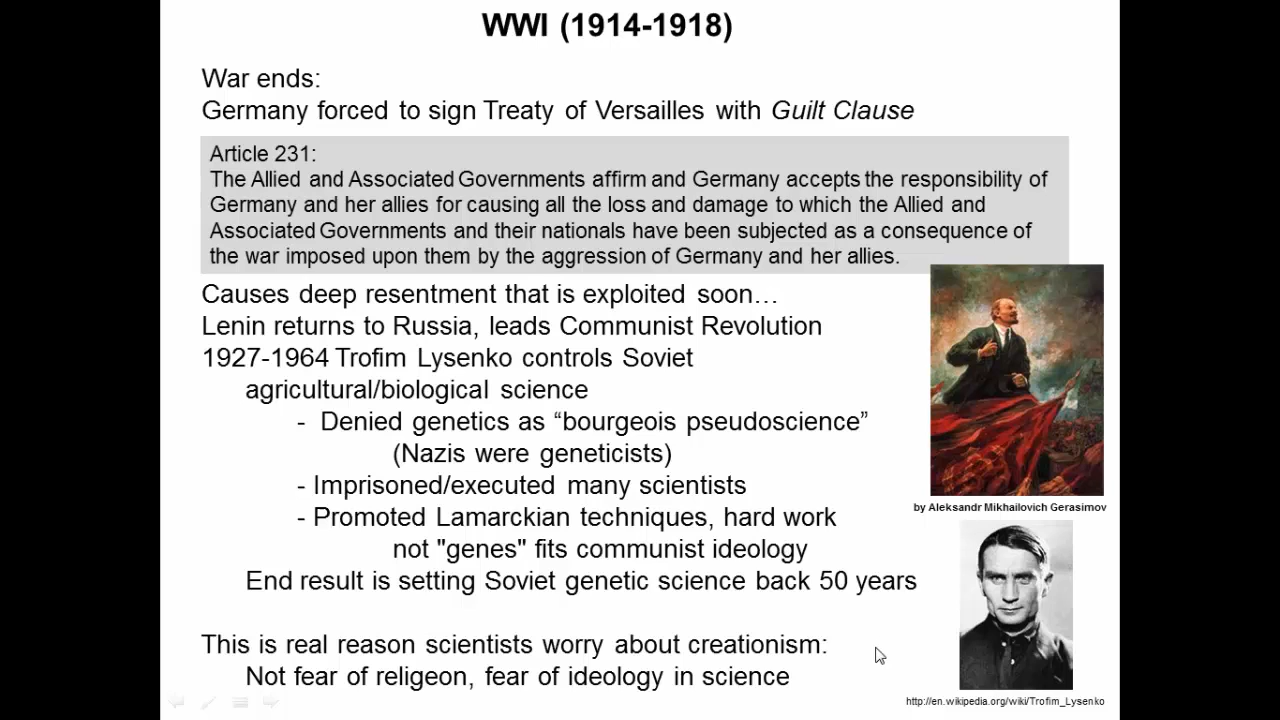 WWI (1914-1918)
War ends:
Germany forced to sign Treaty of Versailles with Guilt Clause
Article 231:
The Allied and Associated Governments affirm and Germany accepts the responsibility of
Germany and her allies for causing all the loss and damage to which the Allied and
Associated Governments and their nationals have been subjected as a consequence of
the war imposed upon them by the aggression of Germany and her allies.
Causes deep resentment that is exploited soon…
Lenin returns to Russia, leads Communist Revolution
1927-1964 Trofim Lysenko controls Soviet
agricultural/biological science
- Denied genetics as “bourgeois pseudoscience”
(Nazis were geneticists)
- Imprisoned/executed many scientists
- Promoted Lamarckian techniques, hard work
not "genes" fits communist ideology
End result is setting Soviet genetic science back 50 years
This is real reason scientists worry about creationism:
Not fear of religeon, fear of ideology in science
by Aleksandr Mikhailovich Gerasimov
http://en.wikipedia.org/wiki/Trofim_Lysenko